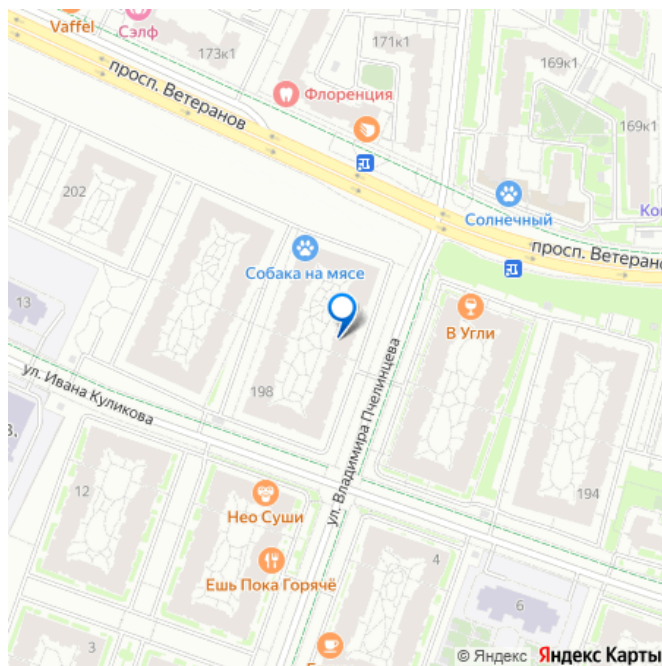 Vaffel
Сэлф
173к1
171к1
169к1
просп. Ветеранов
Флоренция
169к1
202
Солнечный
просп. Ветеранов
Собака на мясе
13
В Угли
ул. Ивана Куликова
198
ул. Владимира Пчелинцева
12
194
Нео Суши
Ешь Пока Горячё
4
6
3
© Яндекс Яндекс Карты